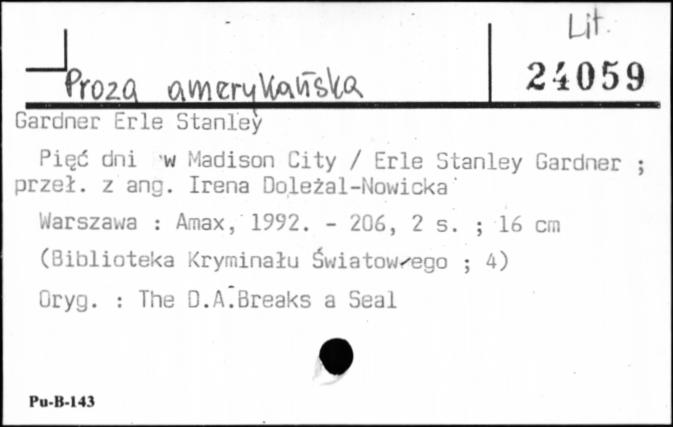 Lit.
Proza amerykańska
24059
Gardner Erle Stanley
Pięć dni w Madison City / Erle Stanley Gardner ;
przeł. z ang. Irena Doleżal-Nowicka
Warszawa : Amax, 1992. - 206, 2 s. ; 16 cm
(Biblioteka Kryminału Światowego ; 4)
Oryg. : The D.A. Breaks a Seal
Pu-B-143